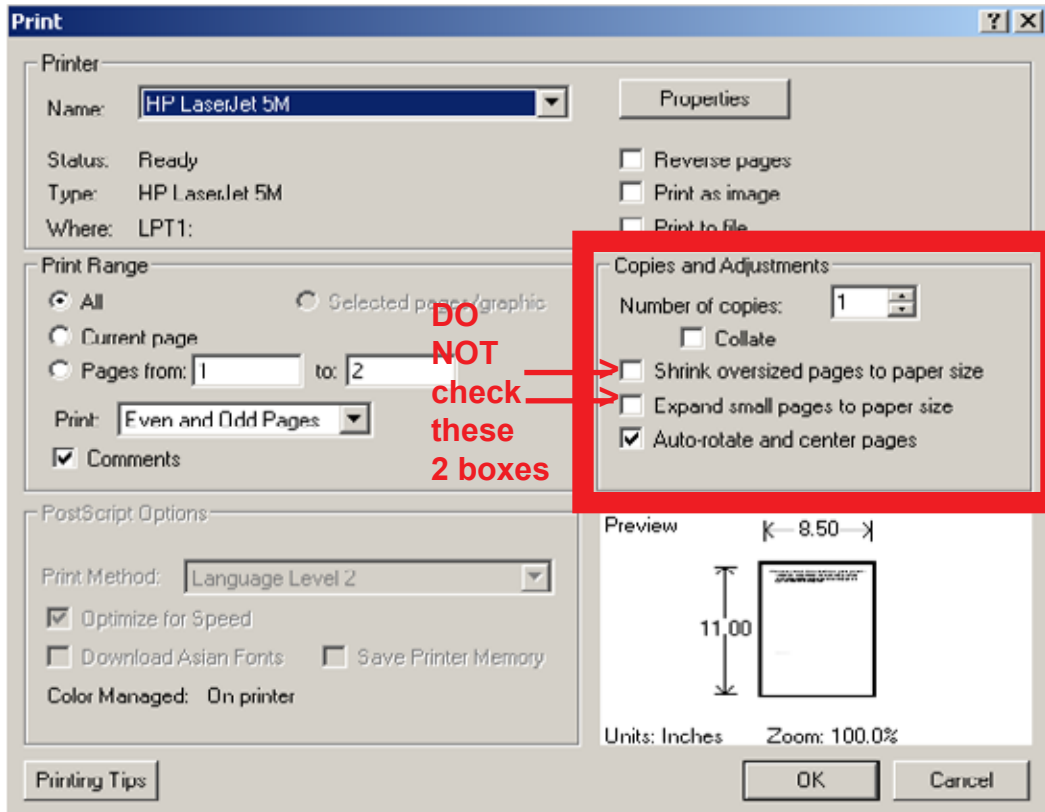 Print
Printer
Name: HP LaserJet 5M
Properties
Status: Ready
Reverse pages
Type: HP LaserJet 5M
Print as image
Where: LPT1:
Print to file
Print Range
All
Selected pages/graphic
Current page
Pages from: 1 to: 2
Print: Even and Odd Pages
Comments
DO
NOT
check
these
2 boxes
Copies and Adjustments
Number of copies: 1
Collate
Shrink oversized pages to paper size
Expand small pages to paper size
Auto-rotate and center pages
PostScript Options
Print Method: Language Level 2
Optimize for Speed
Download Asian Fonts
Save Printer Memory
Color Managed: On printer
Preview
8.50
11.00
Units: Inches Zoom: 100.0%
Printing Tips
OK
Cancel